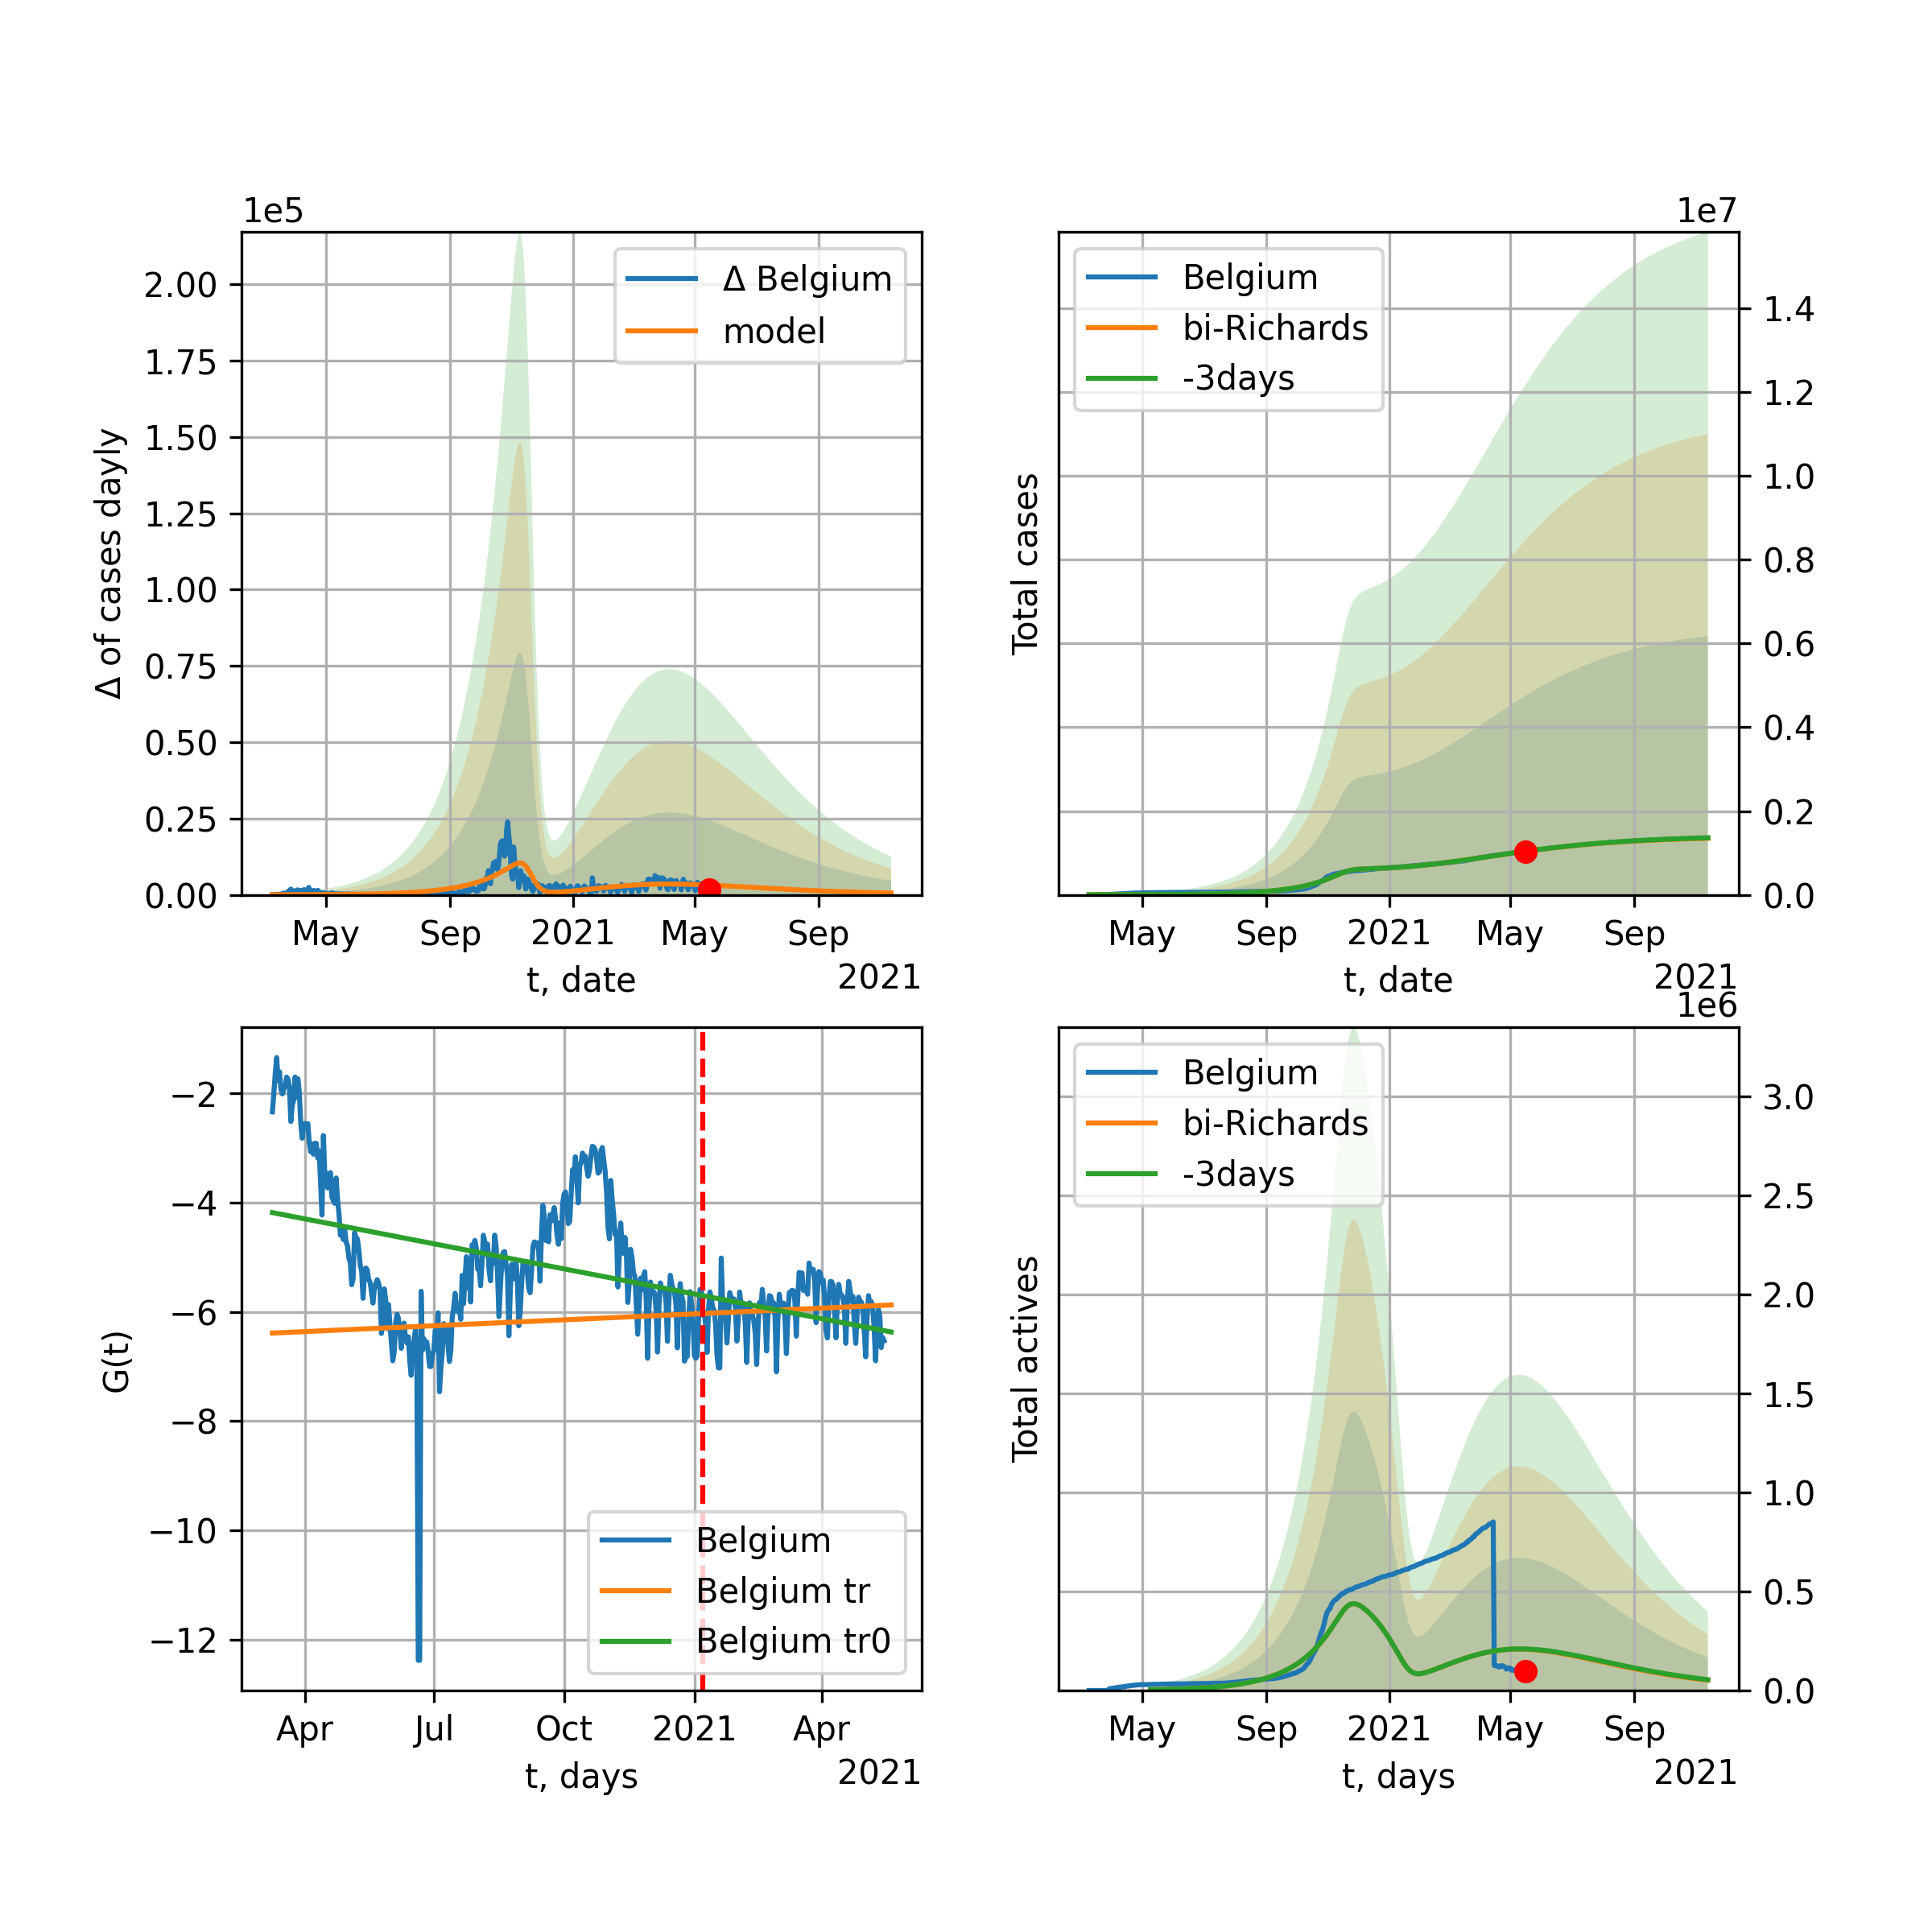 1e5
Δ of cases dayly
2.00
1.75
1.50
1.25
1.00
0.75
0.50
0.25
0.00
Δ Belgium
model
May Sep 2021 May Sep
t, date
2021
1e7
Total cases
Belgium
bi-Richards
-3days
1.4
1.2
1.0
0.8
0.6
0.4
0.2
0.0
May Sep 2021 May Sep
t, date
2021
G(t)
−2
−4
−6
−8
−10
−12
Belgium
Belgium tr
Belgium tr0
Apr Jul Oct 2021 Apr
t, days
2021
1e6
Total actives
Belgium
bi-Richards
-3days
3.0
2.5
2.0
1.5
1.0
0.5
0.0
May Sep 2021 May Sep
t, days
2021